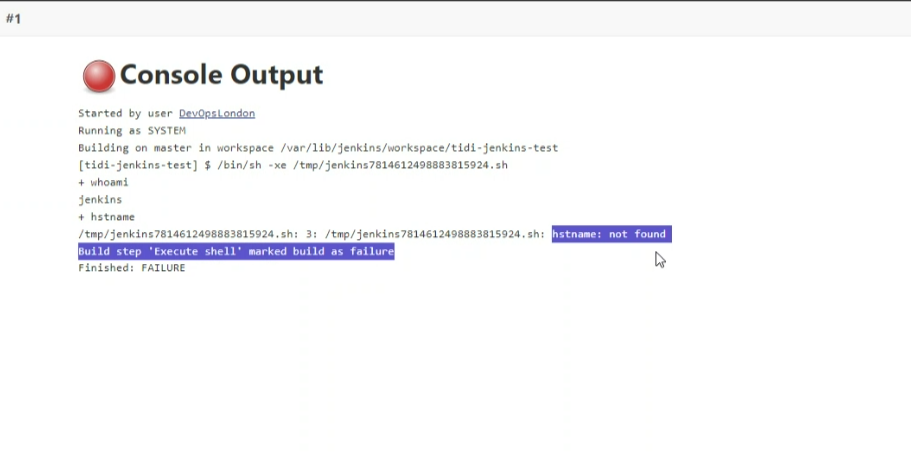 #1
Console Output
Started by user DevOpsLondon
Running as SYSTEM
Building on master in workspace /var/lib/jenkins/workspace/tidi-jenkins-test
[tidi-jenkins-test] $ /bin/sh -xe /tmp/jenkins7814612498883815924.sh
+ whoami
jenkins
+ hstname
/tmp/jenkins7814612498883815924.sh: 3: /tmp/jenkins7814612498883815924.sh: hstname: not found
Build step 'Execute shell' marked build as failure
Finished: FAILURE